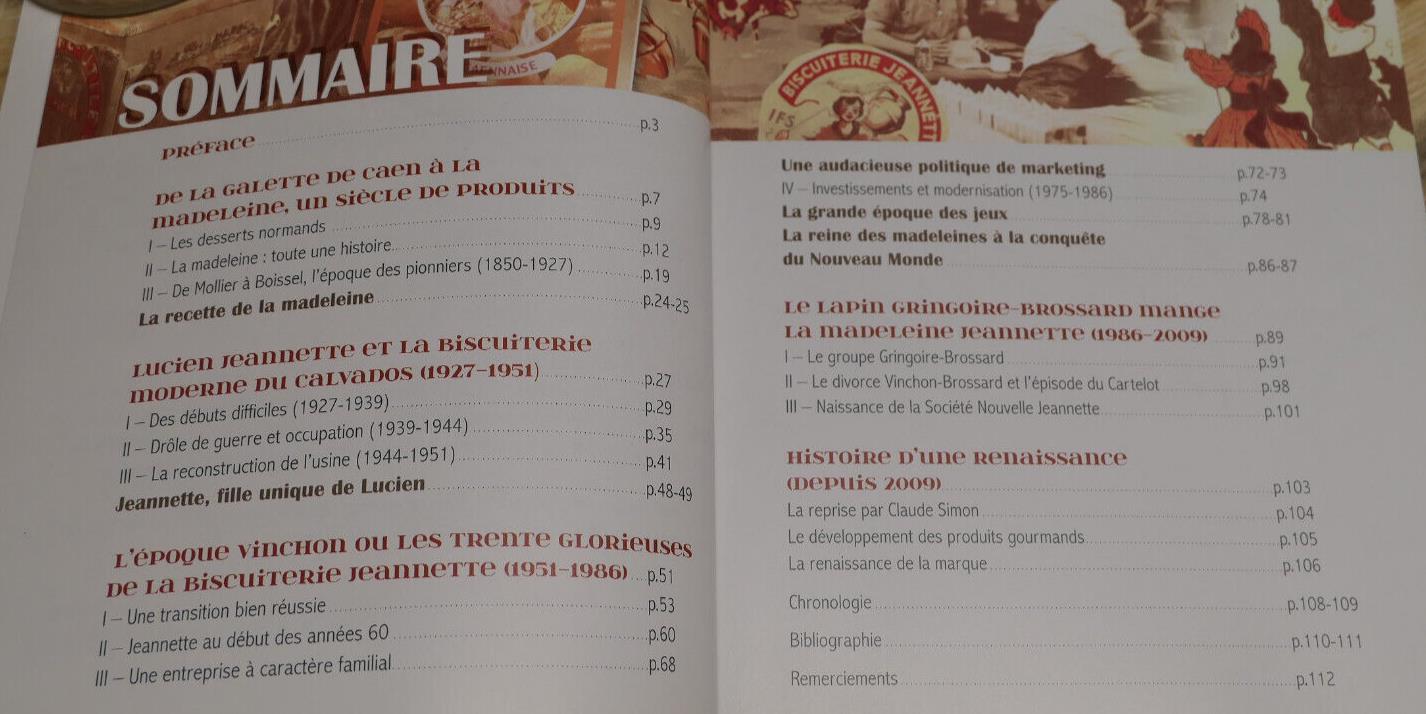 SOMMAIRE
Préface p.3
De la galette de Caen à la
madeleine, un siècle de produits p.7
I – Les desserts normands p.9
II – La madeleine : toute une histoire p.12
III – De Mollier à Boissel, l'époque des pionniers (1850-1927) p.19
La recette de la madeleine p.24-25
Lucien Jeannette et la biscuiterie
moderne du Calvados (1927-1951) p.27
I – Des débuts difficiles (1927-1939) p.29
II – Drôle de guerre et occupation (1939-1944) p.35
III – La reconstruction de l'usine (1944-1951) p.41
Jeannette, fille unique de Lucien p.48-49
L'époque Vinchon ou les Trente Glorieuses
de la biscuiterie Jeannette (1951-1986) p.51
I – Une transition bien réussie p.53
II – Jeannette au début des années 60 p.60
III – Une entreprise à caractère familial p.68
BISCUITERIE JEANNETTE
IFS
Une audacieuse politique de marketing p.72-73
IV – Investissements et modernisation (1975-1986) p.74
La grande époque des jeux p.78-81
La reine des madeleines à la conquête
du Nouveau Monde p.86-87
Le lapin Gringoire-Brossard mange
la madeleine Jeannette (1986-2009) p.89
I – Le groupe Gringoire-Brossard p.91
II – Le divorce Vinchon-Brossard et l'épisode du Cartelot p.98
III – Naissance de la Société Nouvelle Jeannette p.101
Histoire d'une renaissance
(depuis 2009) p.103
La reprise par Claude Simon p.104
Le développement des produits gourmands p.105
La renaissance de la marque p.106
Chronologie p.108-109
Bibliographie p.110-111
Remerciements p.112